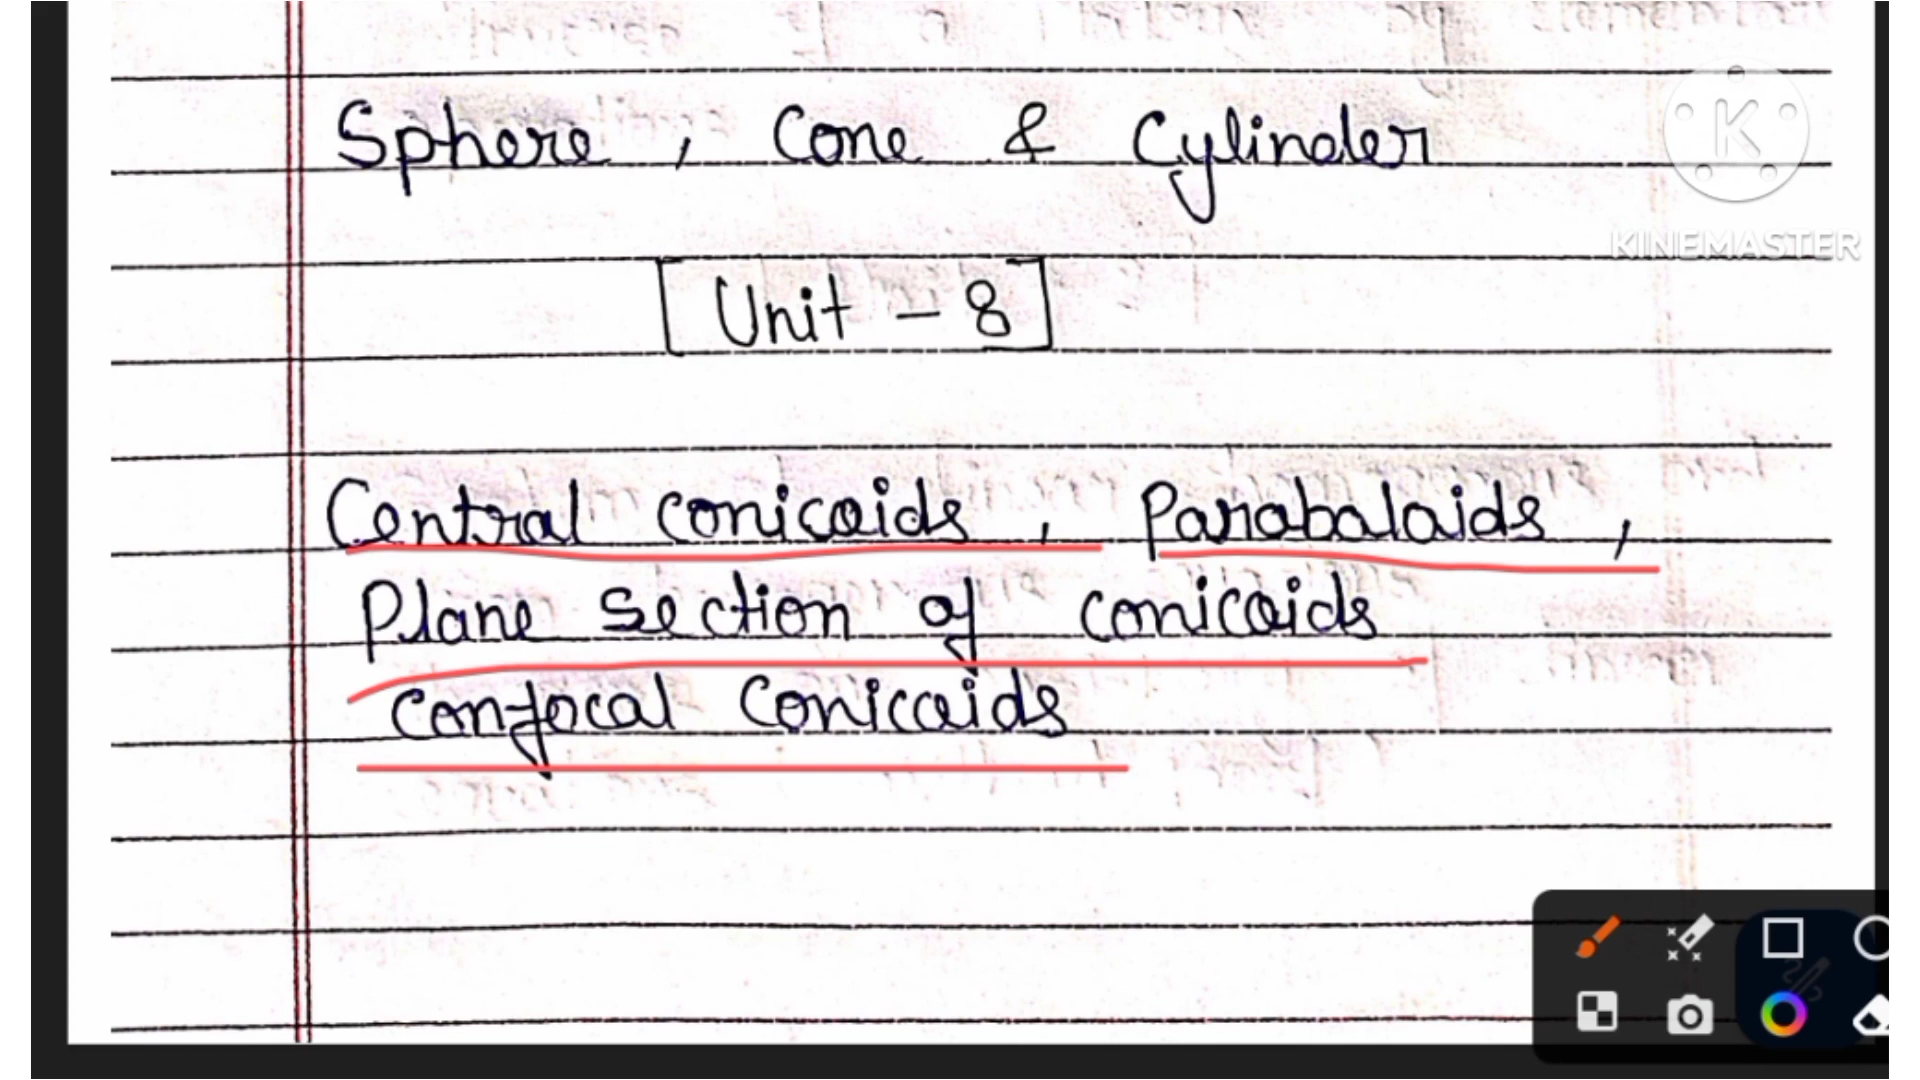 Sphere, Cone & Cylinder
K
KINEMASTER
Unit - 8
Central conicoids, Parabaloids,
Plane section of conicoids
Confocal Conicoids